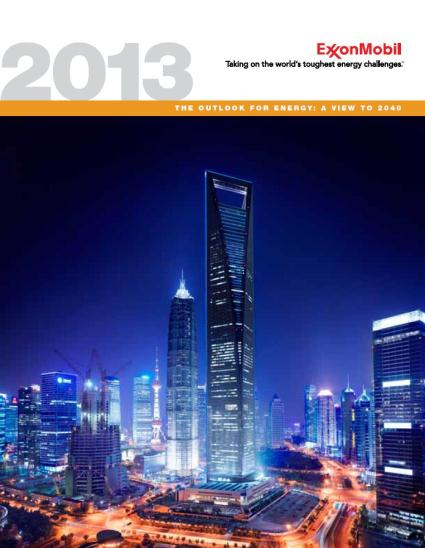 2013
ExxonMobil
Taking on the world's toughest energy challenges.
THE OUTLOOK FOR ENERGY: A VIEW TO 2040